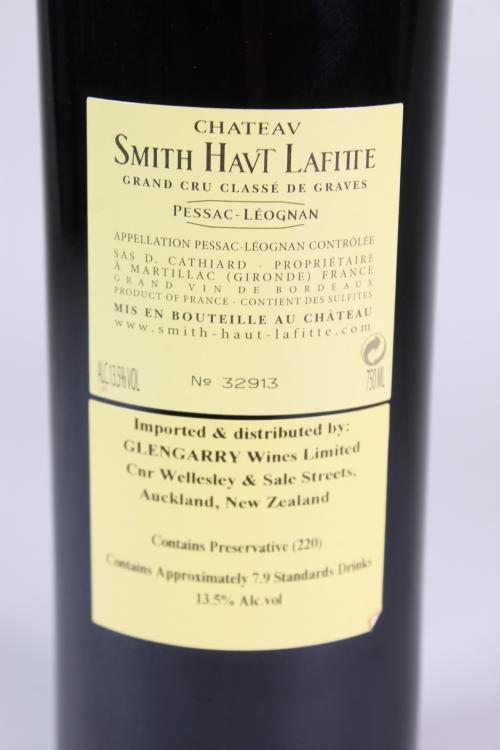 CHATEAV
SMITH HAVT LAFITTE
GRAND CRU CLASSÉ DE GRAVES
PESSAC-LÉOGNAN
APPELLATION PESSAC-LÉOGNAN CONTRÔLÉE
SAS D. CATHIARD - PROPRIÉTAIRE
À MARTILLAC (GIRONDE) FRANCE
GRAND VIN DE BORDEAUX
PRODUCT OF FRANCE - CONTIENT DES SULFITES
MIS EN BOUTEILLE AU CHÂTEAU
www.smith-haut-lafitte.com
ALC.13.5% VOL
№ 32913
750 ML
Imported & distributed by:
GLENGARRY Wines Limited
Cnr Wellesley & Sale Streets,
Auckland, New Zealand
Contains Preservative (220)
Contains Approximately 7.9 Standards Drinks
13.5% Alc.vol